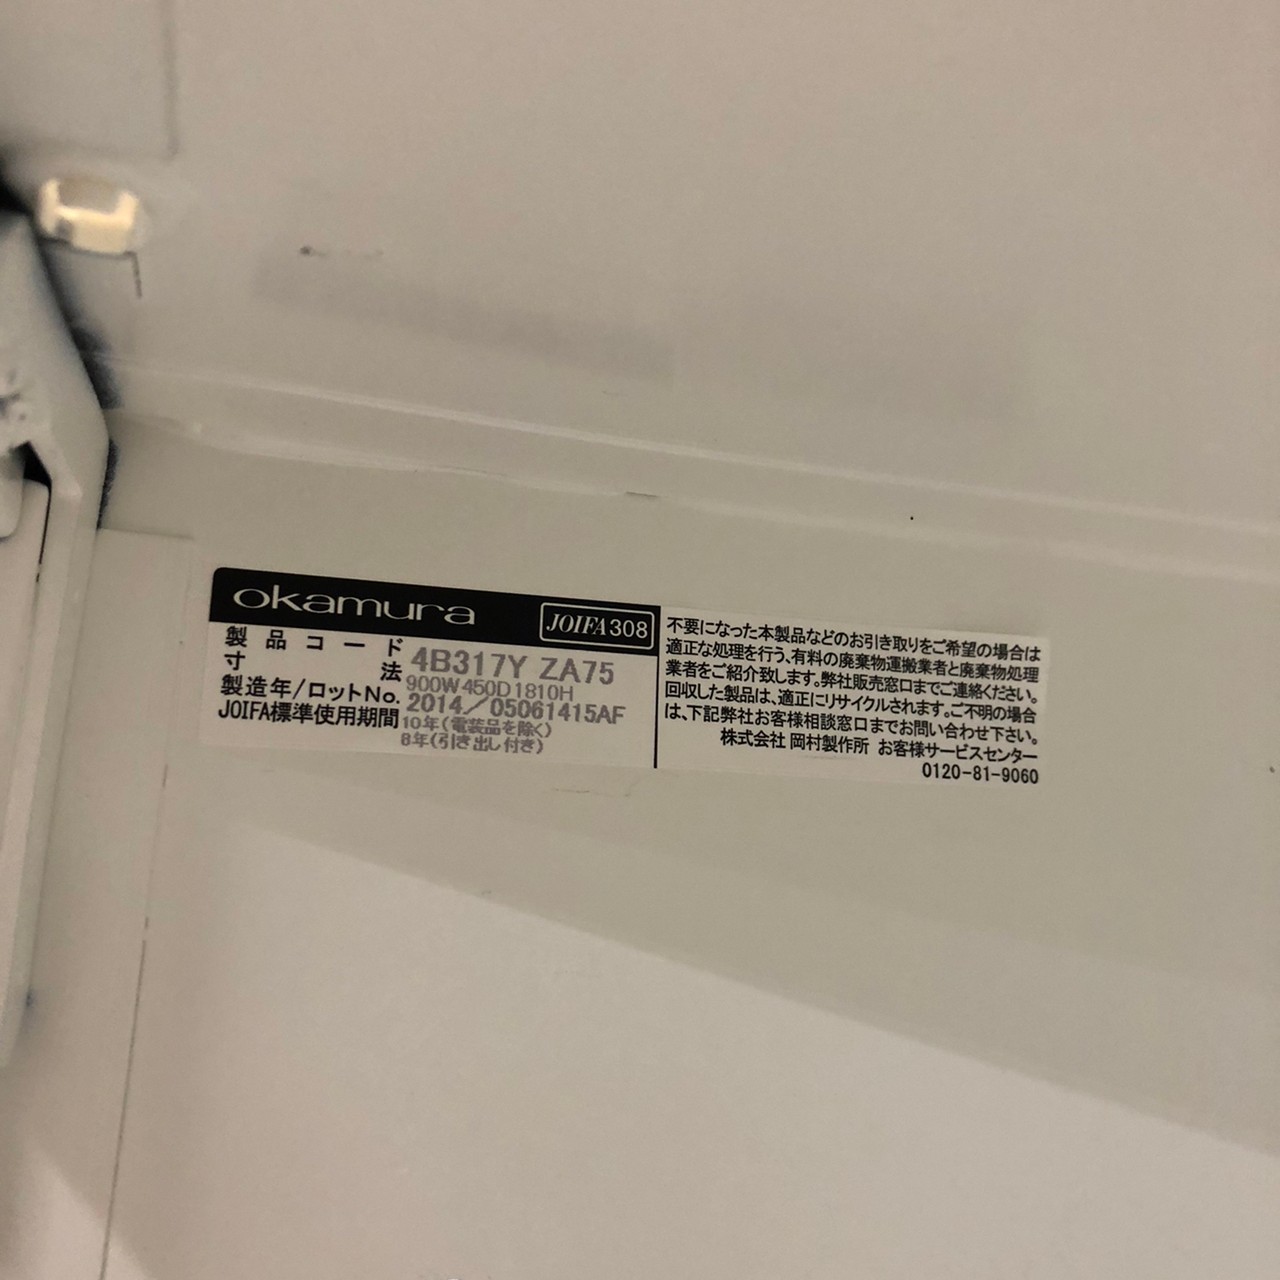 okamura JOIFA308
製品コード 4B317Y ZA75
寸法 900W450D1810H
製造年/ロットNo. 2014/05061415AF
JOIFA標準使用期間 10年(電装品を除く)
8年(引き出し付き)
不要になった本製品などのお引き取りをご希望の場合は
適正な処理を行う、有料の廃棄物運搬業者と廃棄物処理
業者をご紹介致します。弊社販売窓口までご連絡ください。
回収した製品は、適正にリサイクルされます。ご不明の場合
は、下記弊社お客様相談窓口までお問い合わせ下さい。
株式会社 岡村製作所 お客様サービスセンター
0120-81-9060